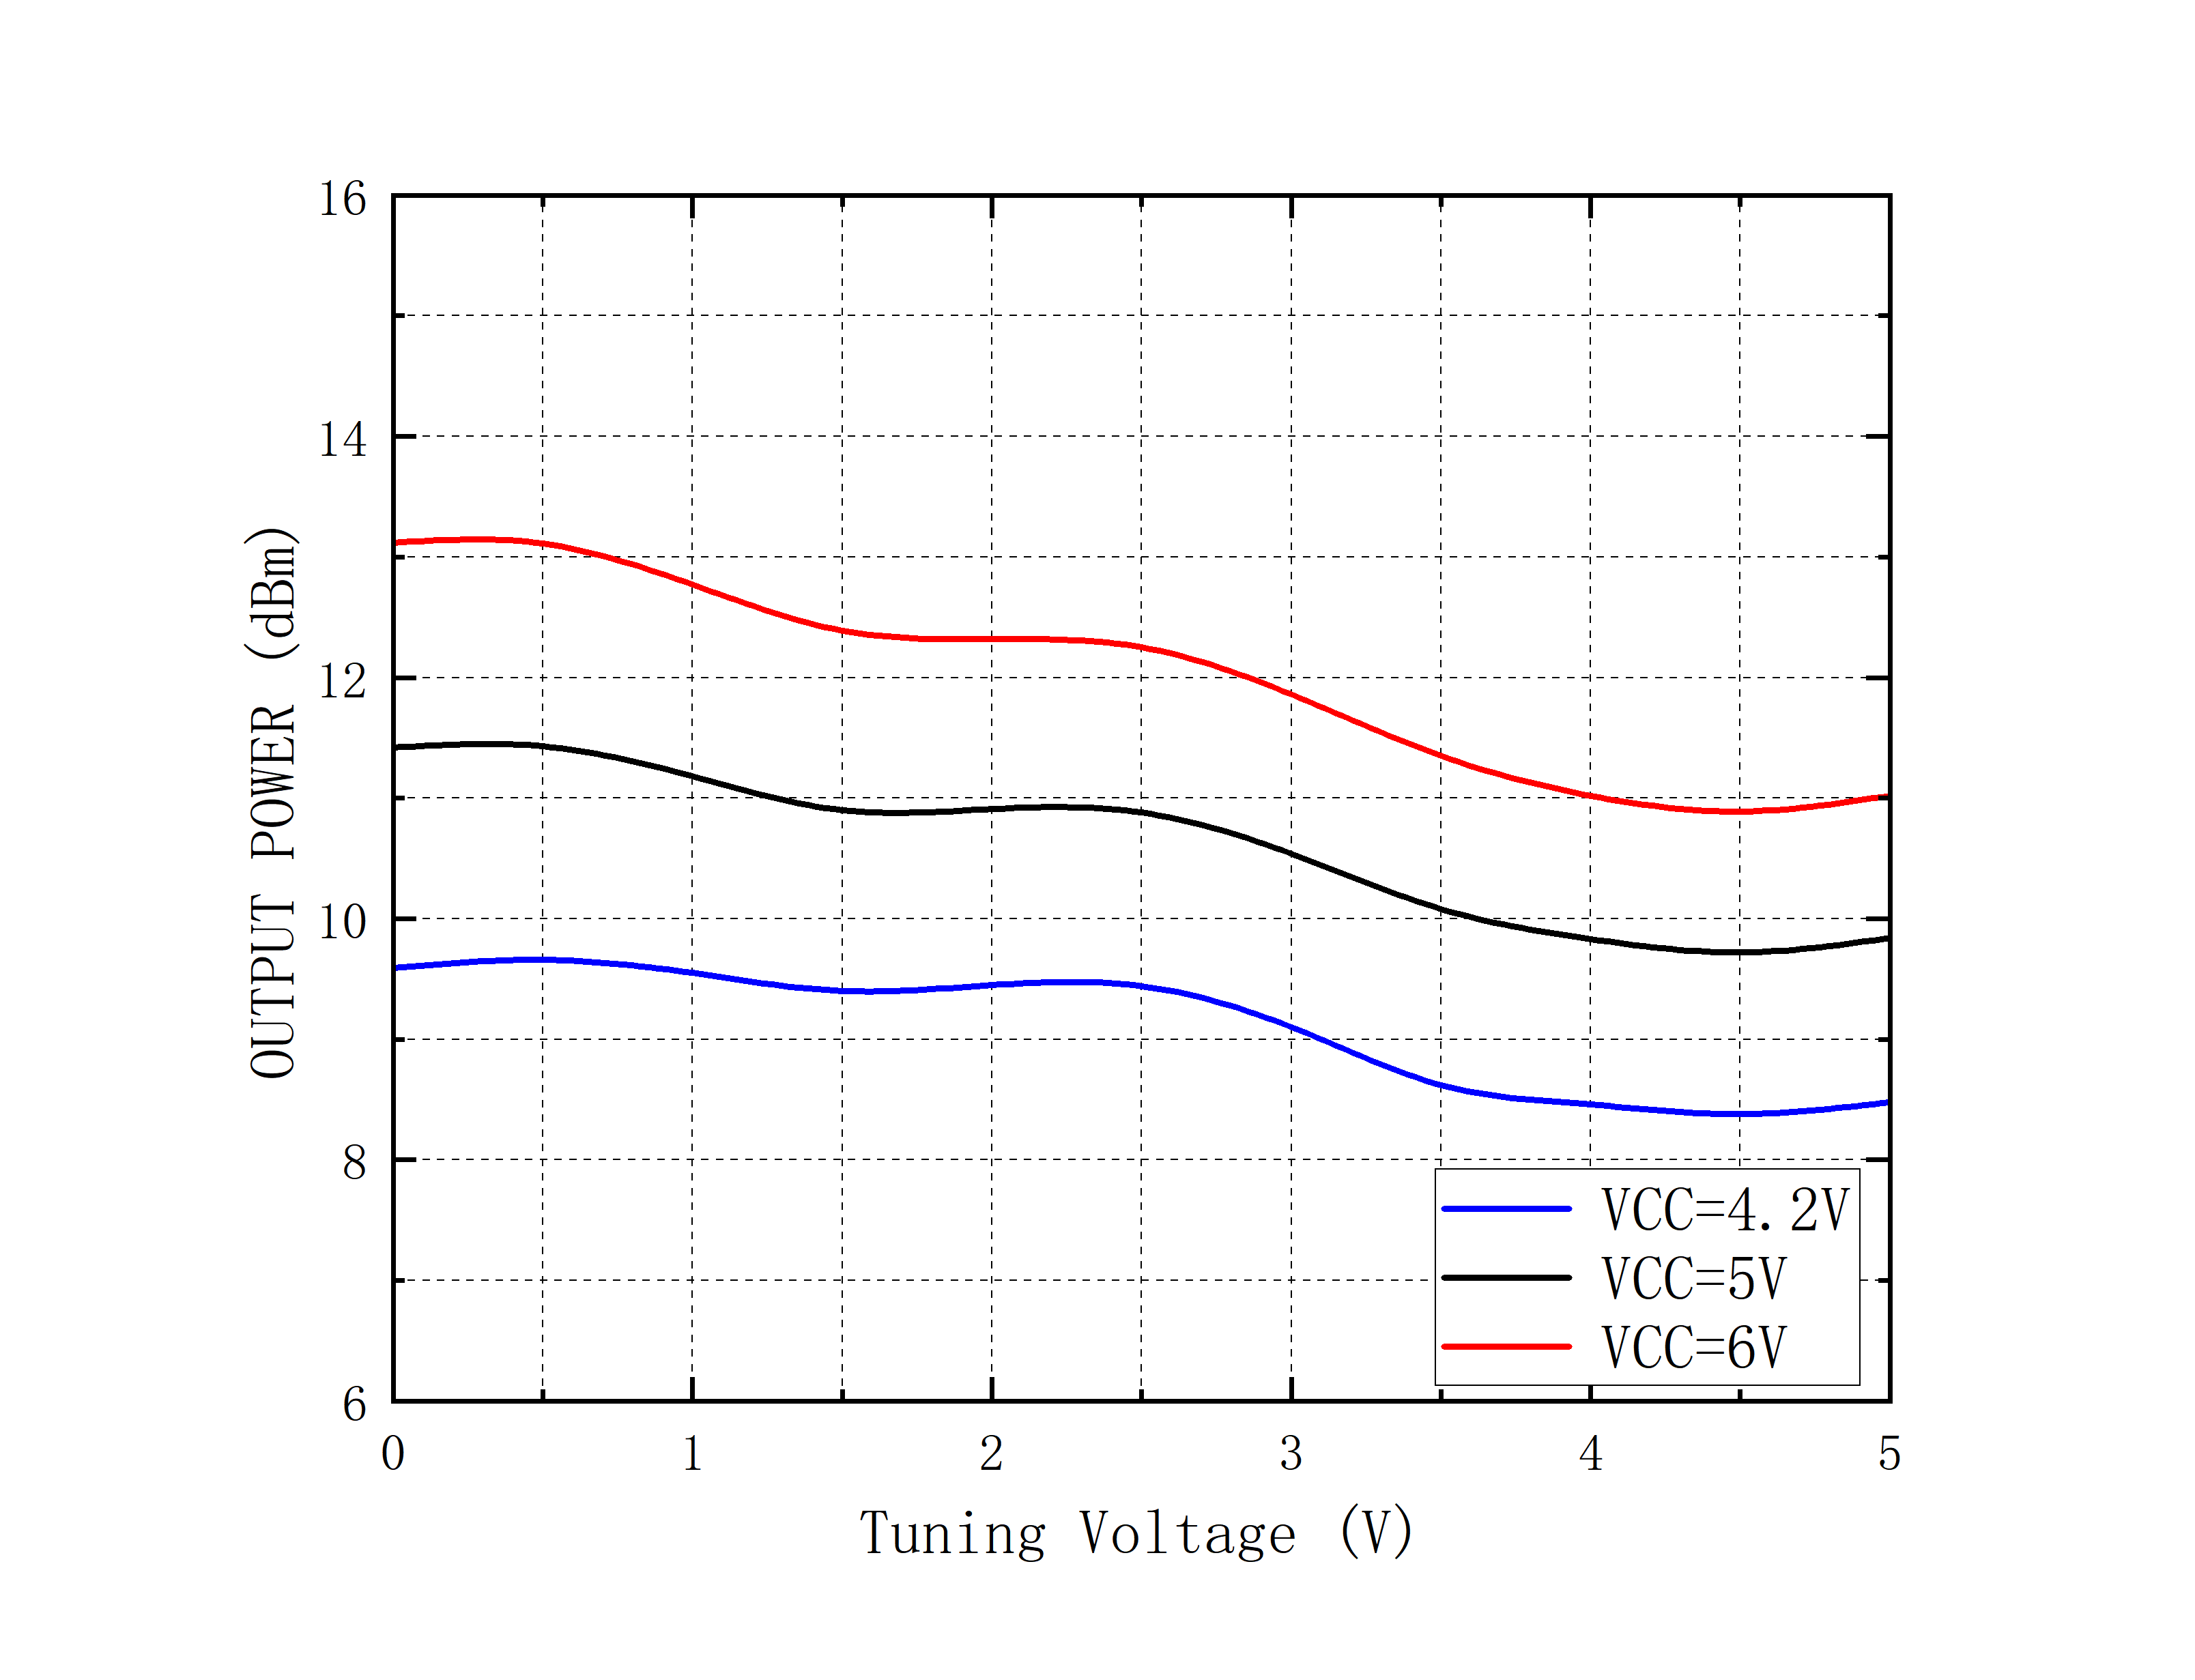 16
14
12
10
8
6
OUTPUT POWER (dBm)
VCC=4.2V
VCC=5V
VCC=6V
0 1 2 3 4 5
Tuning Voltage (V)